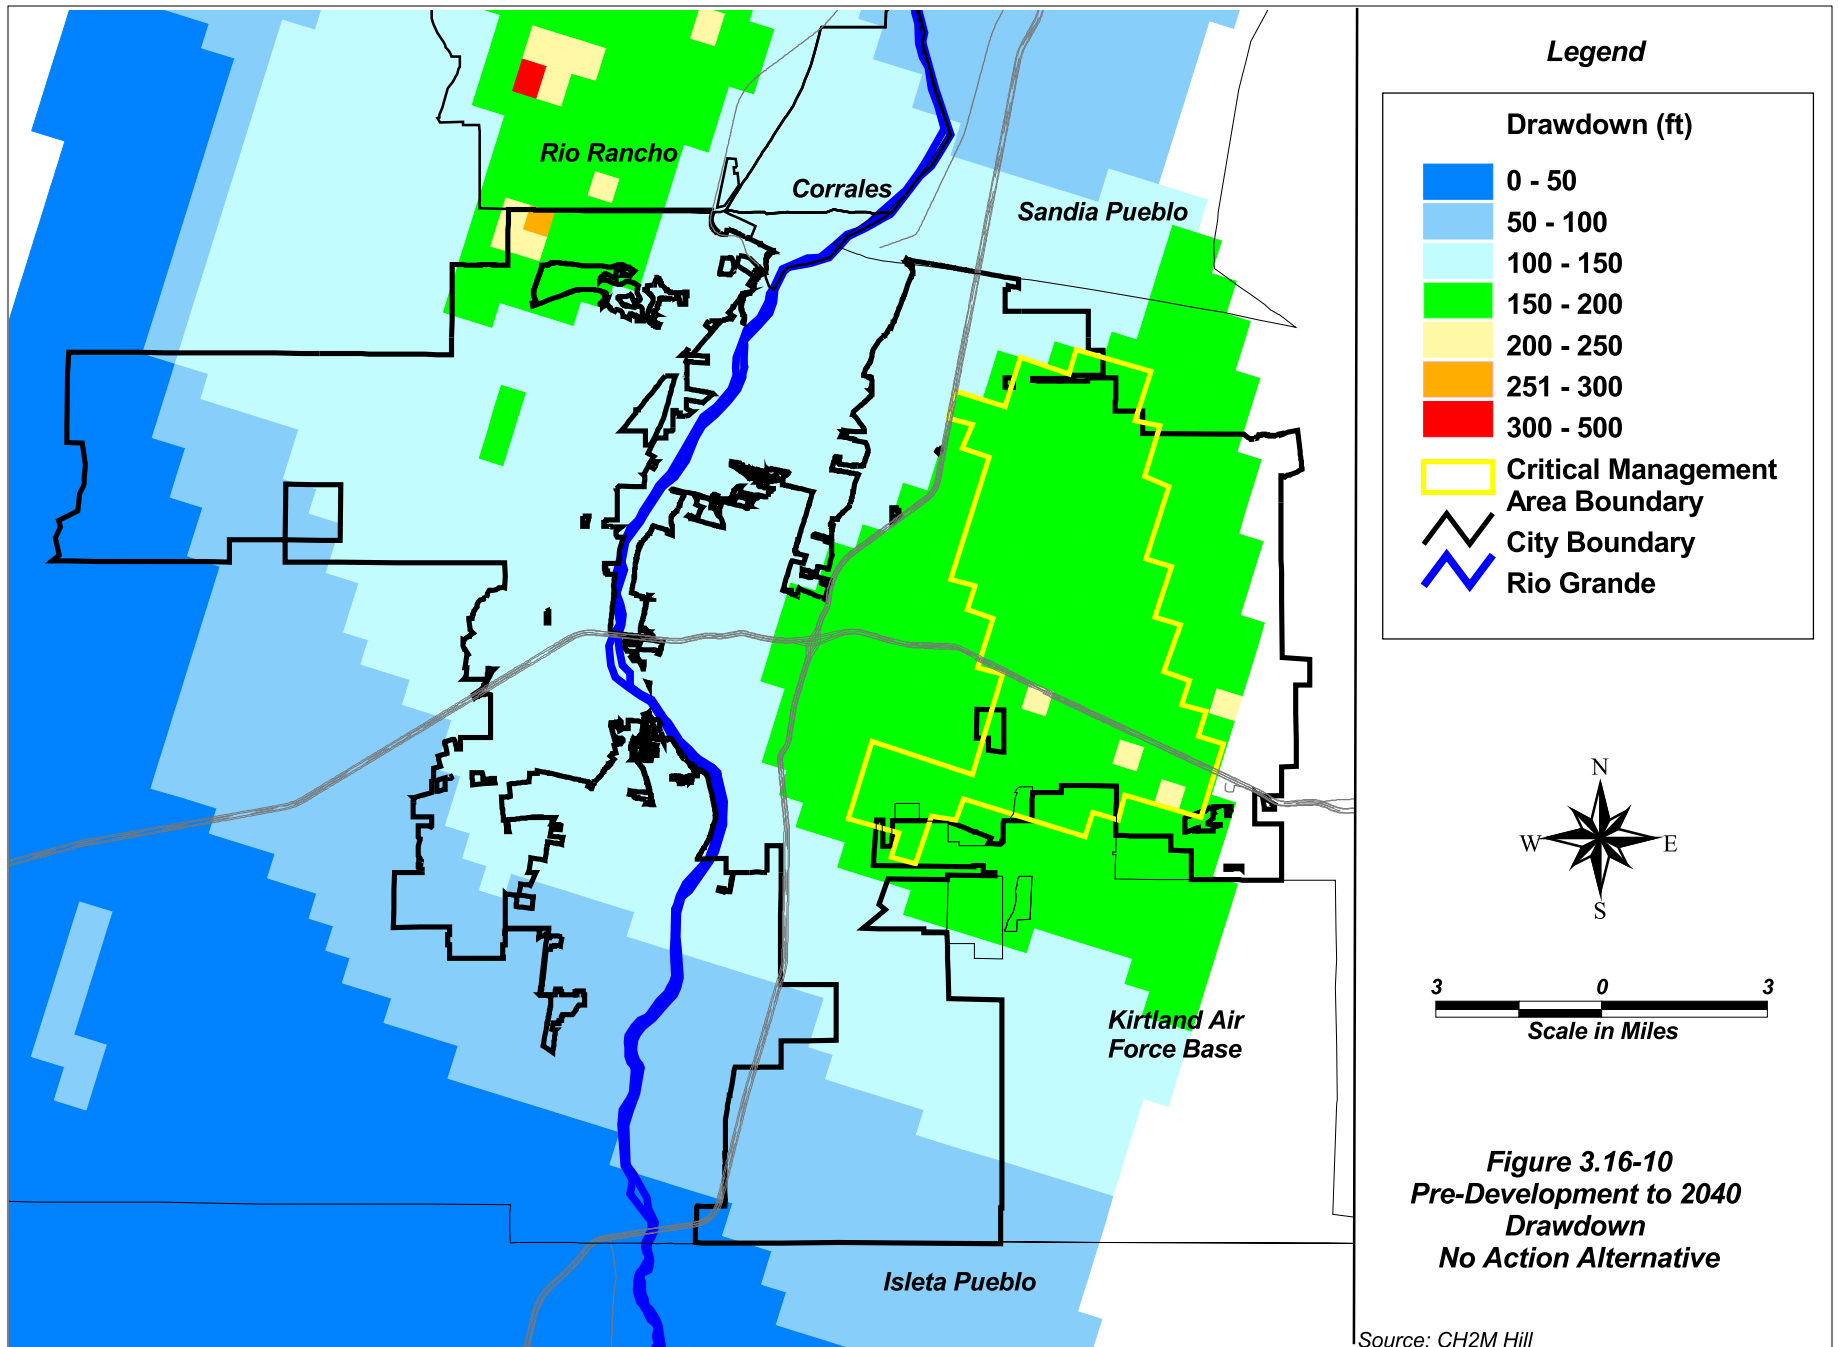 Rio Rancho
Corrales
Sandia Pueblo
Kirtland Air
Force Base
Isleta Pueblo
Legend
Drawdown (ft)
0 - 50
50 - 100
100 - 150
150 - 200
200 - 250
251 - 300
300 - 500
Critical Management
Area Boundary
City Boundary
Rio Grande
N
W
E
S
3 0 3
Scale in Miles
Figure 3.16-10
Pre-Development to 2040
Drawdown
No Action Alternative
Source: CH2M Hill